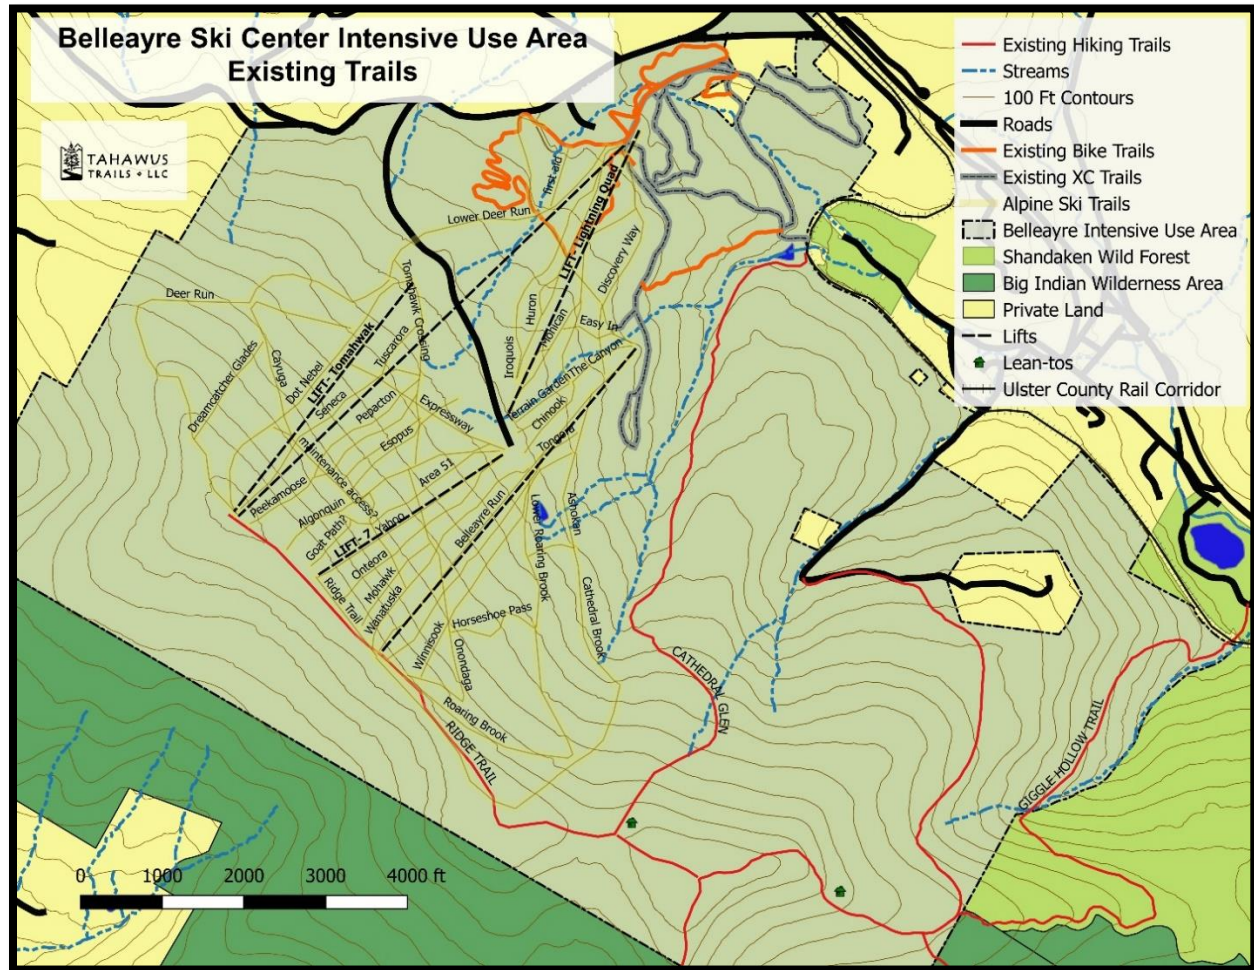 Belleayre Ski Center Intensive Use Area
Existing Trails
TAHAWUS
TRAILS • LLC
Existing Hiking Trails
Streams
100 Ft Contours
Roads
Existing Bike Trails
Existing XC Trails
Alpine Ski Trails
Belleayre Intensive Use Area
Shandaken Wild Forest
Big Indian Wilderness Area
Private Land
Lifts
Lean-tos
Ulster County Rail Corridor
first aid
Lower Deer Run
LIFT- Lightning Quad
Discovery Way
Tomahawk Crossing
Deer Run
Huron
Mohican
Easy In
Iroquois
The Canyon
Terrain Garden
Dreamcatcher Glades
Cayuga
Dot Nebel
LIFT- Tomahwak
Tuscarora
Seneca
Pepacton
Expressway
Chinook
Tongora
Esopus
maintenance access?
Area 51
Peekamoose
Algonquin
Goat Path?
LIFT- 7
Yahoo
Belleayre Run
Lower Roaring Brook
Ashokan
Onteora
Mohawk
Ridge Trail
Wanatuska
Horseshoe Pass
Cathedral Brook
Winnisook
Onondaga
Roaring Brook
RIDGE TRAIL
CATHEDRAL GLEN
GIGGLE HOLLOW TRAIL
0 1000 2000 3000 4000 ft